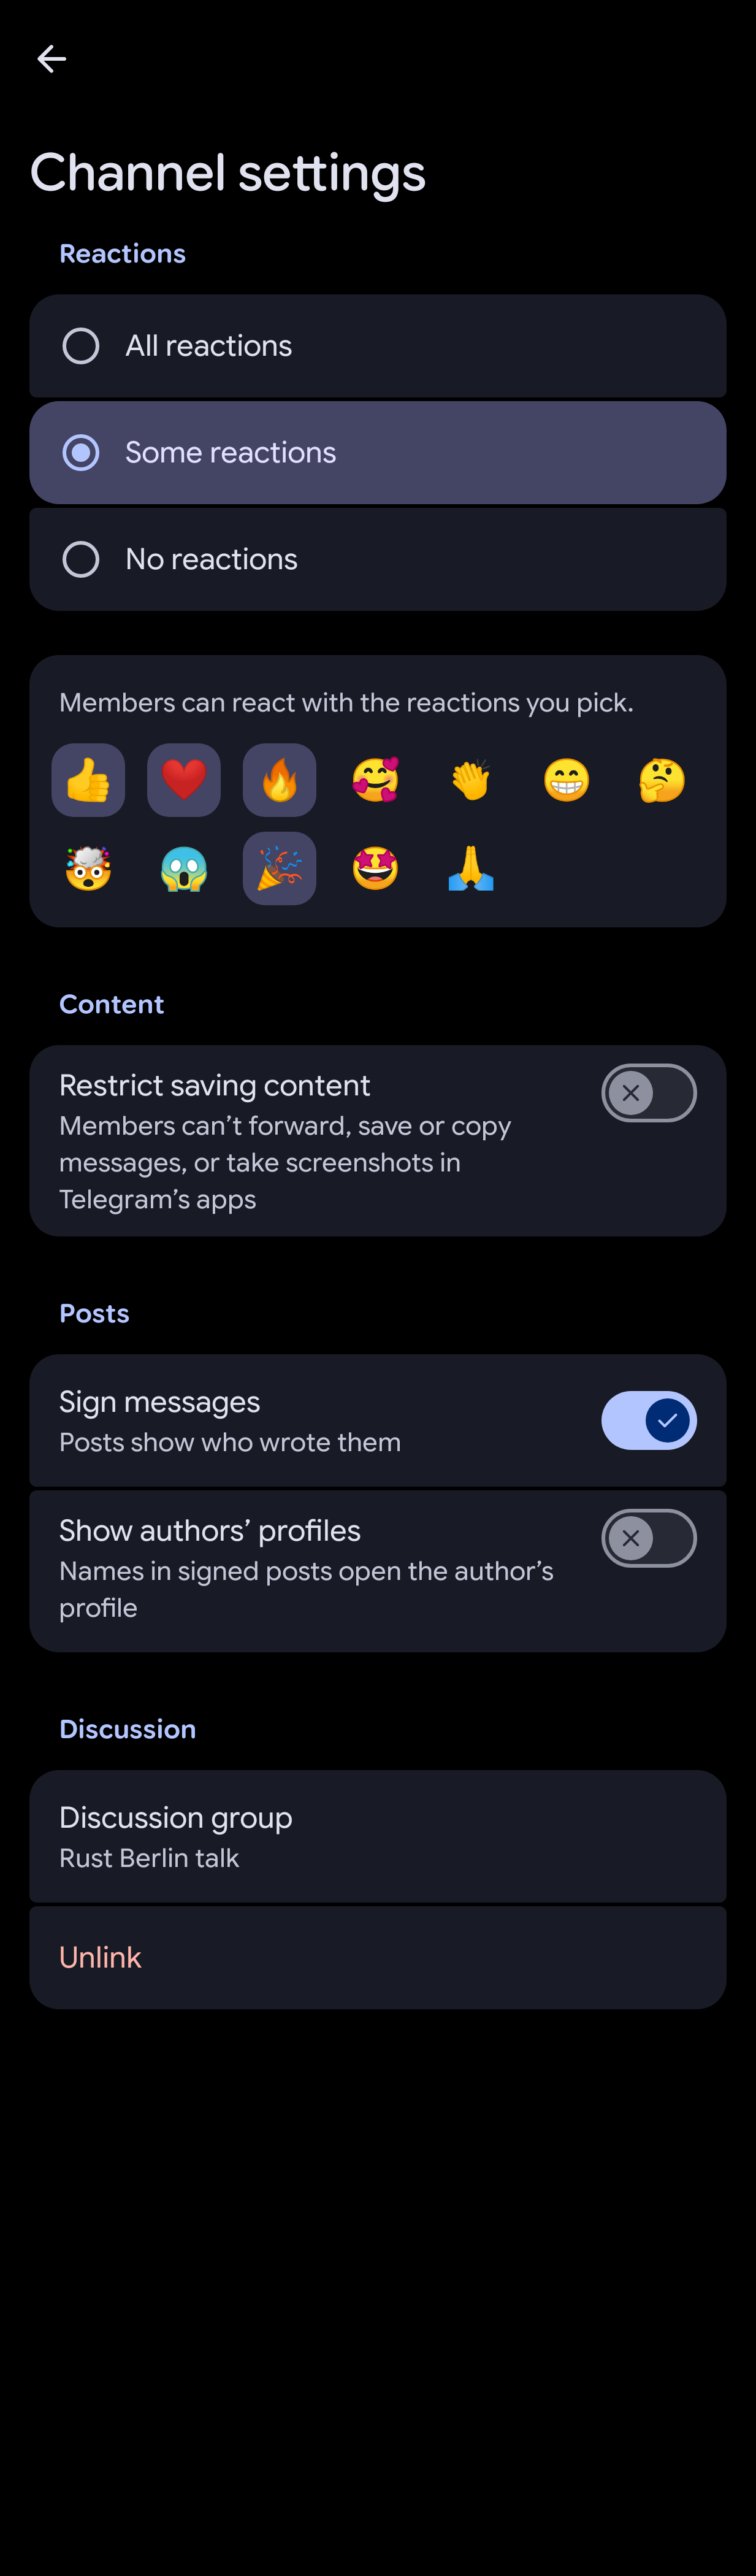 Channel settings
Reactions
All reactions
Some reactions
No reactions
Members can react with the reactions you pick.
Content
Restrict saving content
Members can’t forward, save or copy
messages, or take screenshots in
Telegram’s apps
Posts
Sign messages
Posts show who wrote them
Show authors’ profiles
Names in signed posts open the author’s
profile
Discussion
Discussion group
Rust Berlin talk
Unlink